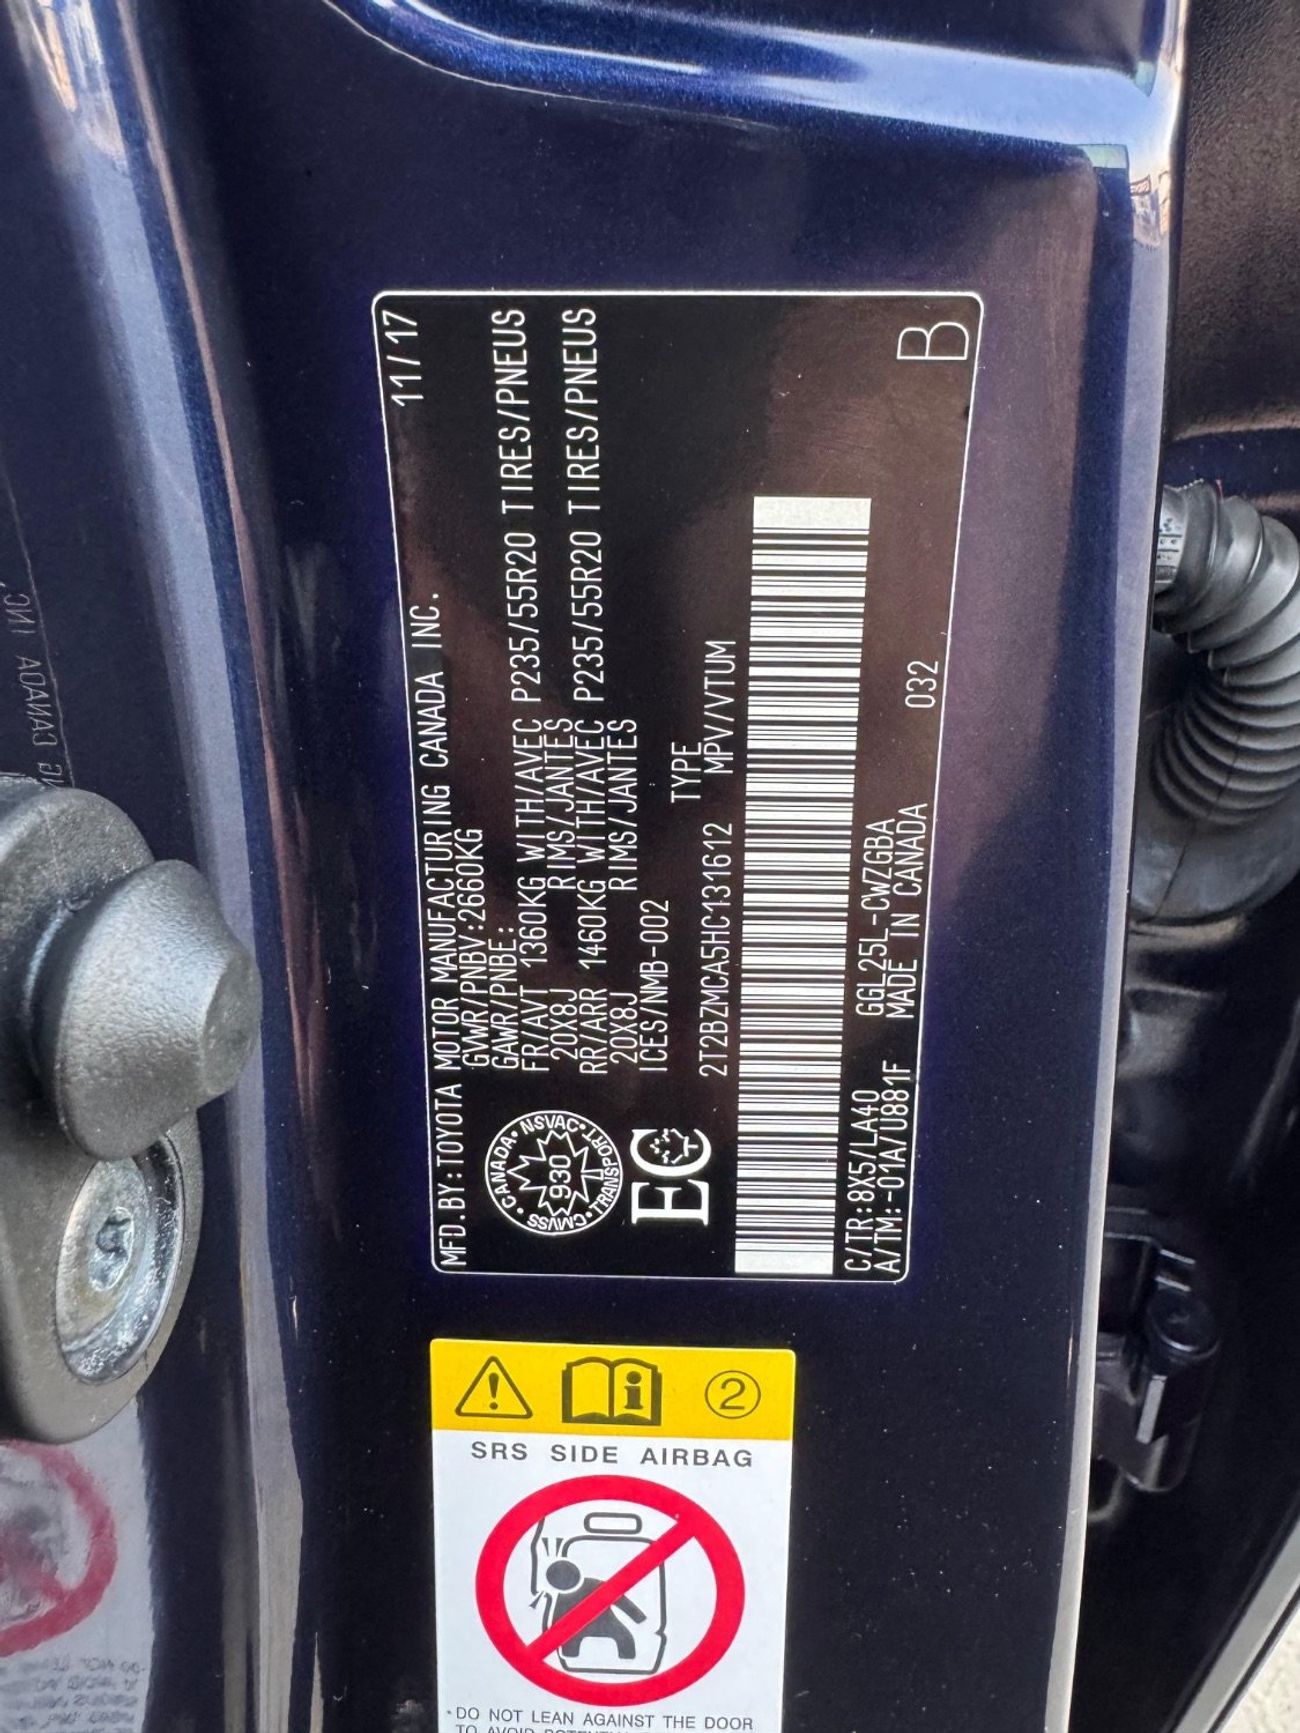 MFD.BY:TOYOTA MOTOR MANUFACTURING CANADA INC. 11/17
GVWR/PNBV:2660KG
GAWR/PNBE:
FR/AVT 1360KG WITH/AVEC P235/55R20 TIRES/PNEUS
20X8J RIMS/JANTES
RR/ARR 1460KG WITH/AVEC P235/55R20 TIRES/PNEUS
20X8J RIMS/JANTES
ICES/NMB-002
TYPE
2T2BZMCA5HC131612 MPV/VTUM
CANADA
NSVAC
TRANSPORT
CMVSS
930
EC
C/TR:8X5/LA40 GGL25L-CWZGBA
A/TM:-01A/U881F MADE IN CANADA 032
B
2
SRS SIDE AIRBAG
•DO NOT LEAN AGAINST THE DOOR